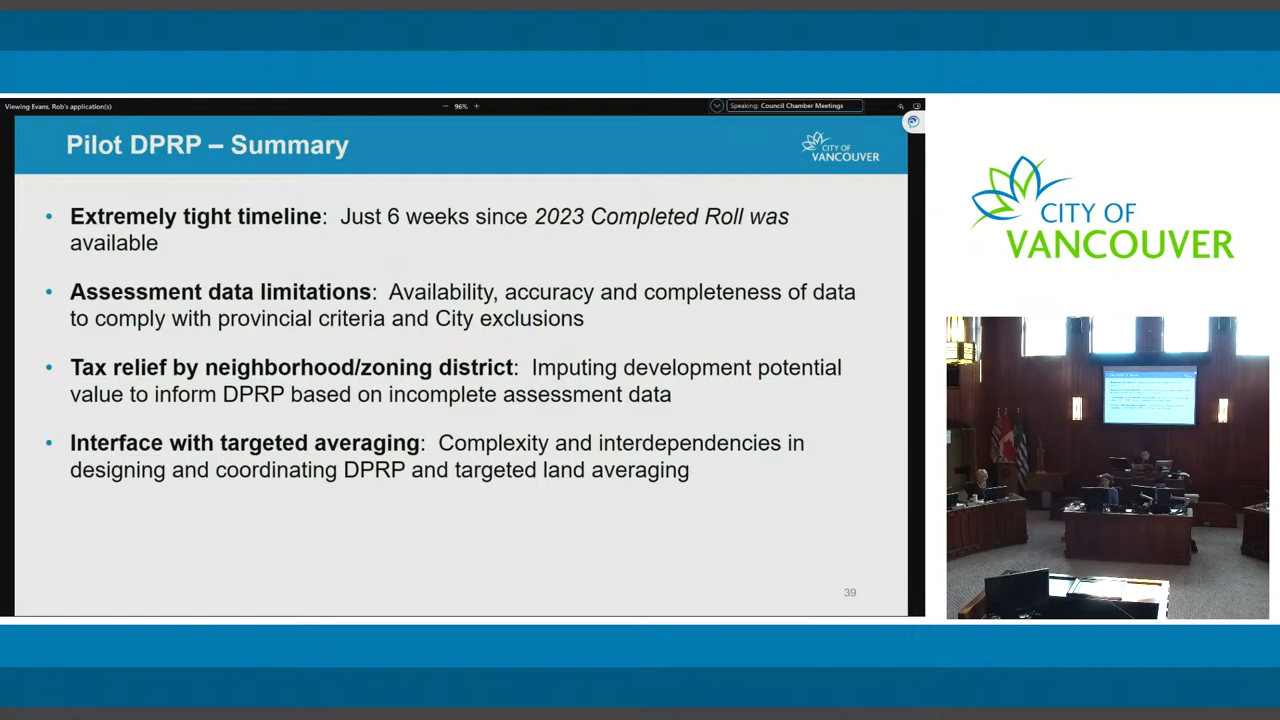 Viewing Evans, Rob's application(s)
− 96% +
Speaking: Council Chamber Meetings
Pilot DPRP – Summary
CITY OF
VANCOUVER
• Extremely tight timeline: Just 6 weeks since 2023 Completed Roll was
available
• Assessment data limitations: Availability, accuracy and completeness of data
to comply with provincial criteria and City exclusions
• Tax relief by neighborhood/zoning district: Imputing development potential
value to inform DPRP based on incomplete assessment data
• Interface with targeted averaging: Complexity and interdependencies in
designing and coordinating DPRP and targeted land averaging
39
CITY OF
VANCOUVER